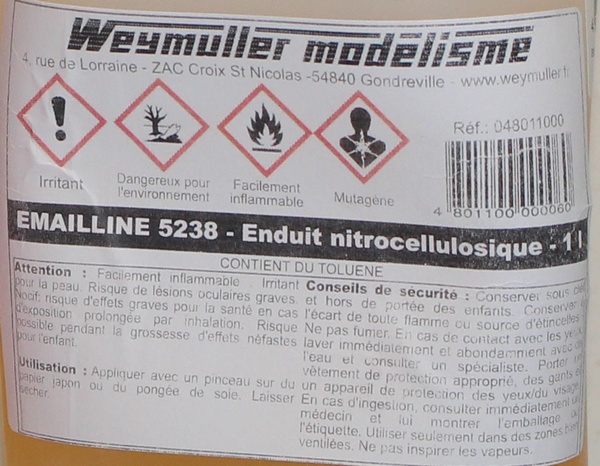 Weymuller modélisme
4, rue de Lorraine - ZAC Croix St Nicolas -54840 Gondreville - www.weymuller.fr
Réf.: 048011000
Irritant
Dangereux pour
l'environnement
Facilement
inflammable
Mutagène
4 801100 000060
EMAILLINE 5238 - Enduit nitrocellulosique - 1 l
CONTIENT DU TOLUENE
Attention : Facilement inflammable . Irritant
pour la peau. Risque de lésions oculaires graves.
Nocif: risque d'effets graves pour la santé en cas
d'exposition prolongée par inhalation. Risque
possible pendant la grossesse d'effets néfastes
pour l'enfant.
Utilisation : Appliquer avec un pinceau sur du
papier japon ou du pongée de soie. Laisser
sécher.
Conseils de sécurité : Conserver sous clé
et hors de portée des enfants. Conserver à
l'écart de toute flamme ou source d'étincelles
Ne pas fumer. En cas de contact avec les yeux
laver immédiatement et abondamment avec de
l'eau et consulter un spécialiste. Porter un
vêtement de protection approprié, des gants et
un appareil de protection des yeux/du visage
En cas d'ingestion, consulter immédiatement un
médecin et lui montrer l'emballage ou
l'étiquette. Utiliser seulement dans des zones bien
ventilées. Ne pas inspirer les vapeurs.